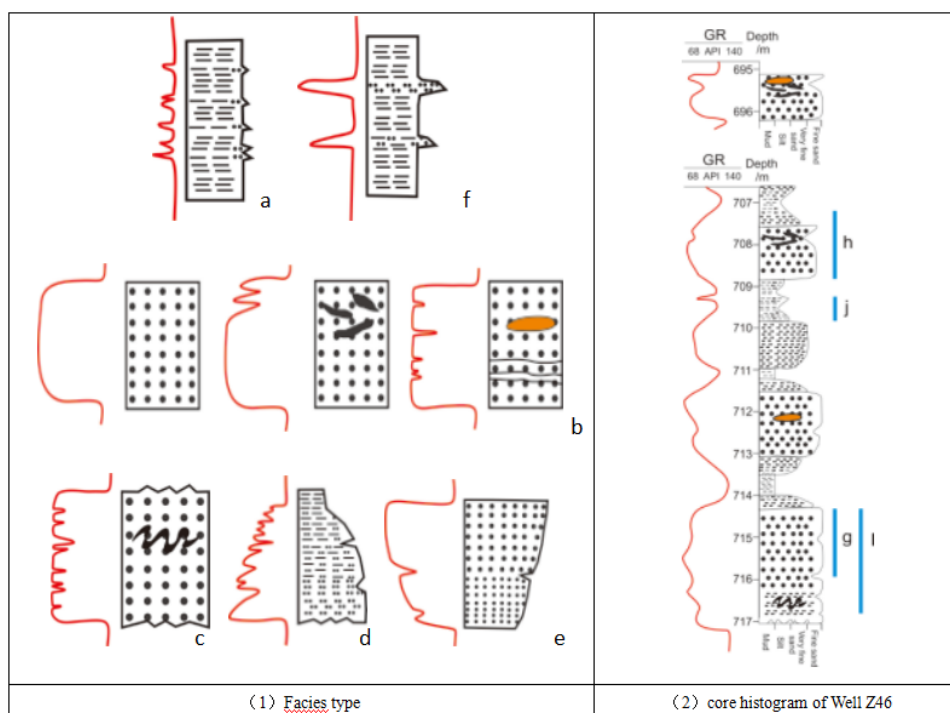 a
f
b
c
d
e
GR Depth
68 API 140 /m
695
696
Mud
Silt
Very fine sand
Fine sand
GR Depth
68 API 140 /m
707
708
h
709
j
710
711
712
713
714
715
g l
716
717
Mud
Silt
Very fine sand
Fine sand
（1）Facies type
（2）core histogram of Well Z46